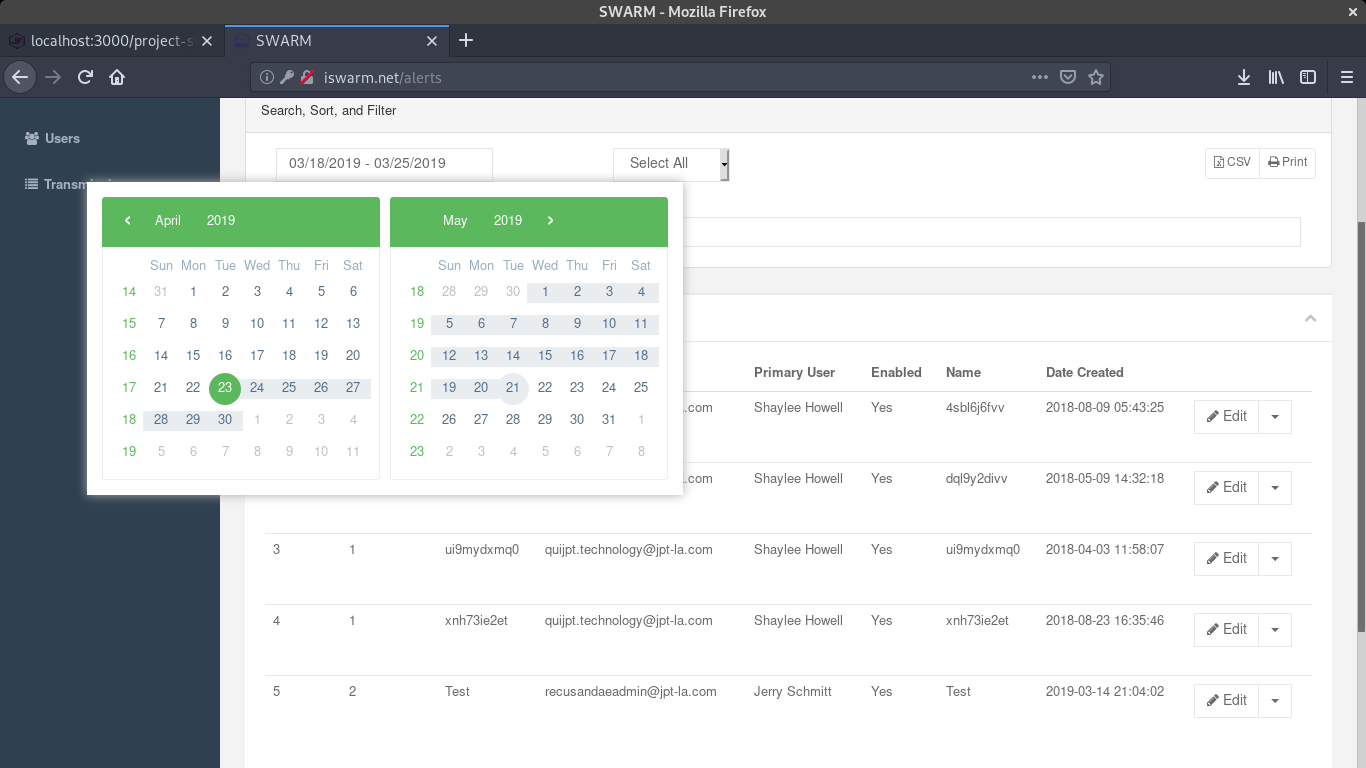 SWARM - Mozilla Firefox
localhost:3000/project-s
SWARM
iswarm.net/alerts
Users
Search, Sort, and Filter
03/18/2019 - 03/25/2019
Select All
CSV
Print
‹ April 2019
Sun Mon Tue Wed Thu Fri Sat
14 31 1 2 3 4 5 6
15 7 8 9 10 11 12 13
16 14 15 16 17 18 19 20
17 21 22 23 24 25 26 27
18 28 29 30 1 2 3 4
19 5 6 7 8 9 10 11
May 2019 ›
Sun Mon Tue Wed Thu Fri Sat
18 28 29 30 1 2 3 4
19 5 6 7 8 9 10 11
20 12 13 14 15 16 17 18
21 19 20 21 22 23 24 25
22 26 27 28 29 30 31 1
23 2 3 4 5 6 7 8
Primary User Enabled Name Date Created
.com Shaylee Howell Yes 4sbl6j6fvv 2018-08-09 05:43:25 Edit
.com Shaylee Howell Yes dql9y2divv 2018-05-09 14:32:18 Edit
3 1 ui9mydxmq0 quijpt.technology@jpt-la.com Shaylee Howell Yes ui9mydxmq0 2018-04-03 11:58:07 Edit
4 1 xnh73ie2et quijpt.technology@jpt-la.com Shaylee Howell Yes xnh73ie2et 2018-08-23 16:35:46 Edit
5 2 Test recusandaeadmin@jpt-la.com Jerry Schmitt Yes Test 2019-03-14 21:04:02 Edit